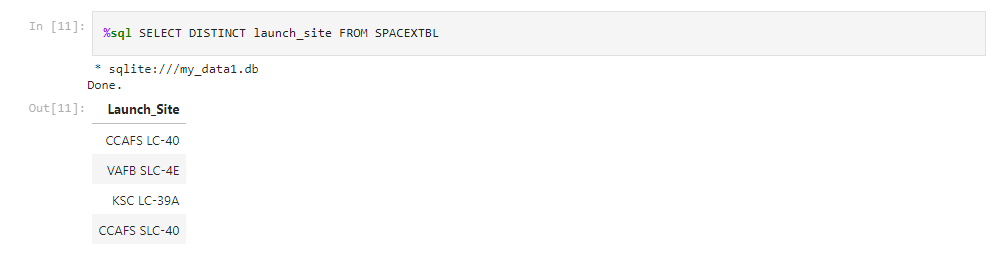 In [11]: %sql SELECT DISTINCT launch_site FROM SPACEXTBL
* sqlite:///my_data1.db
Done.
Out[11]: Launch_Site
CCAFS LC-40
VAFB SLC-4E
KSC LC-39A
CCAFS SLC-40